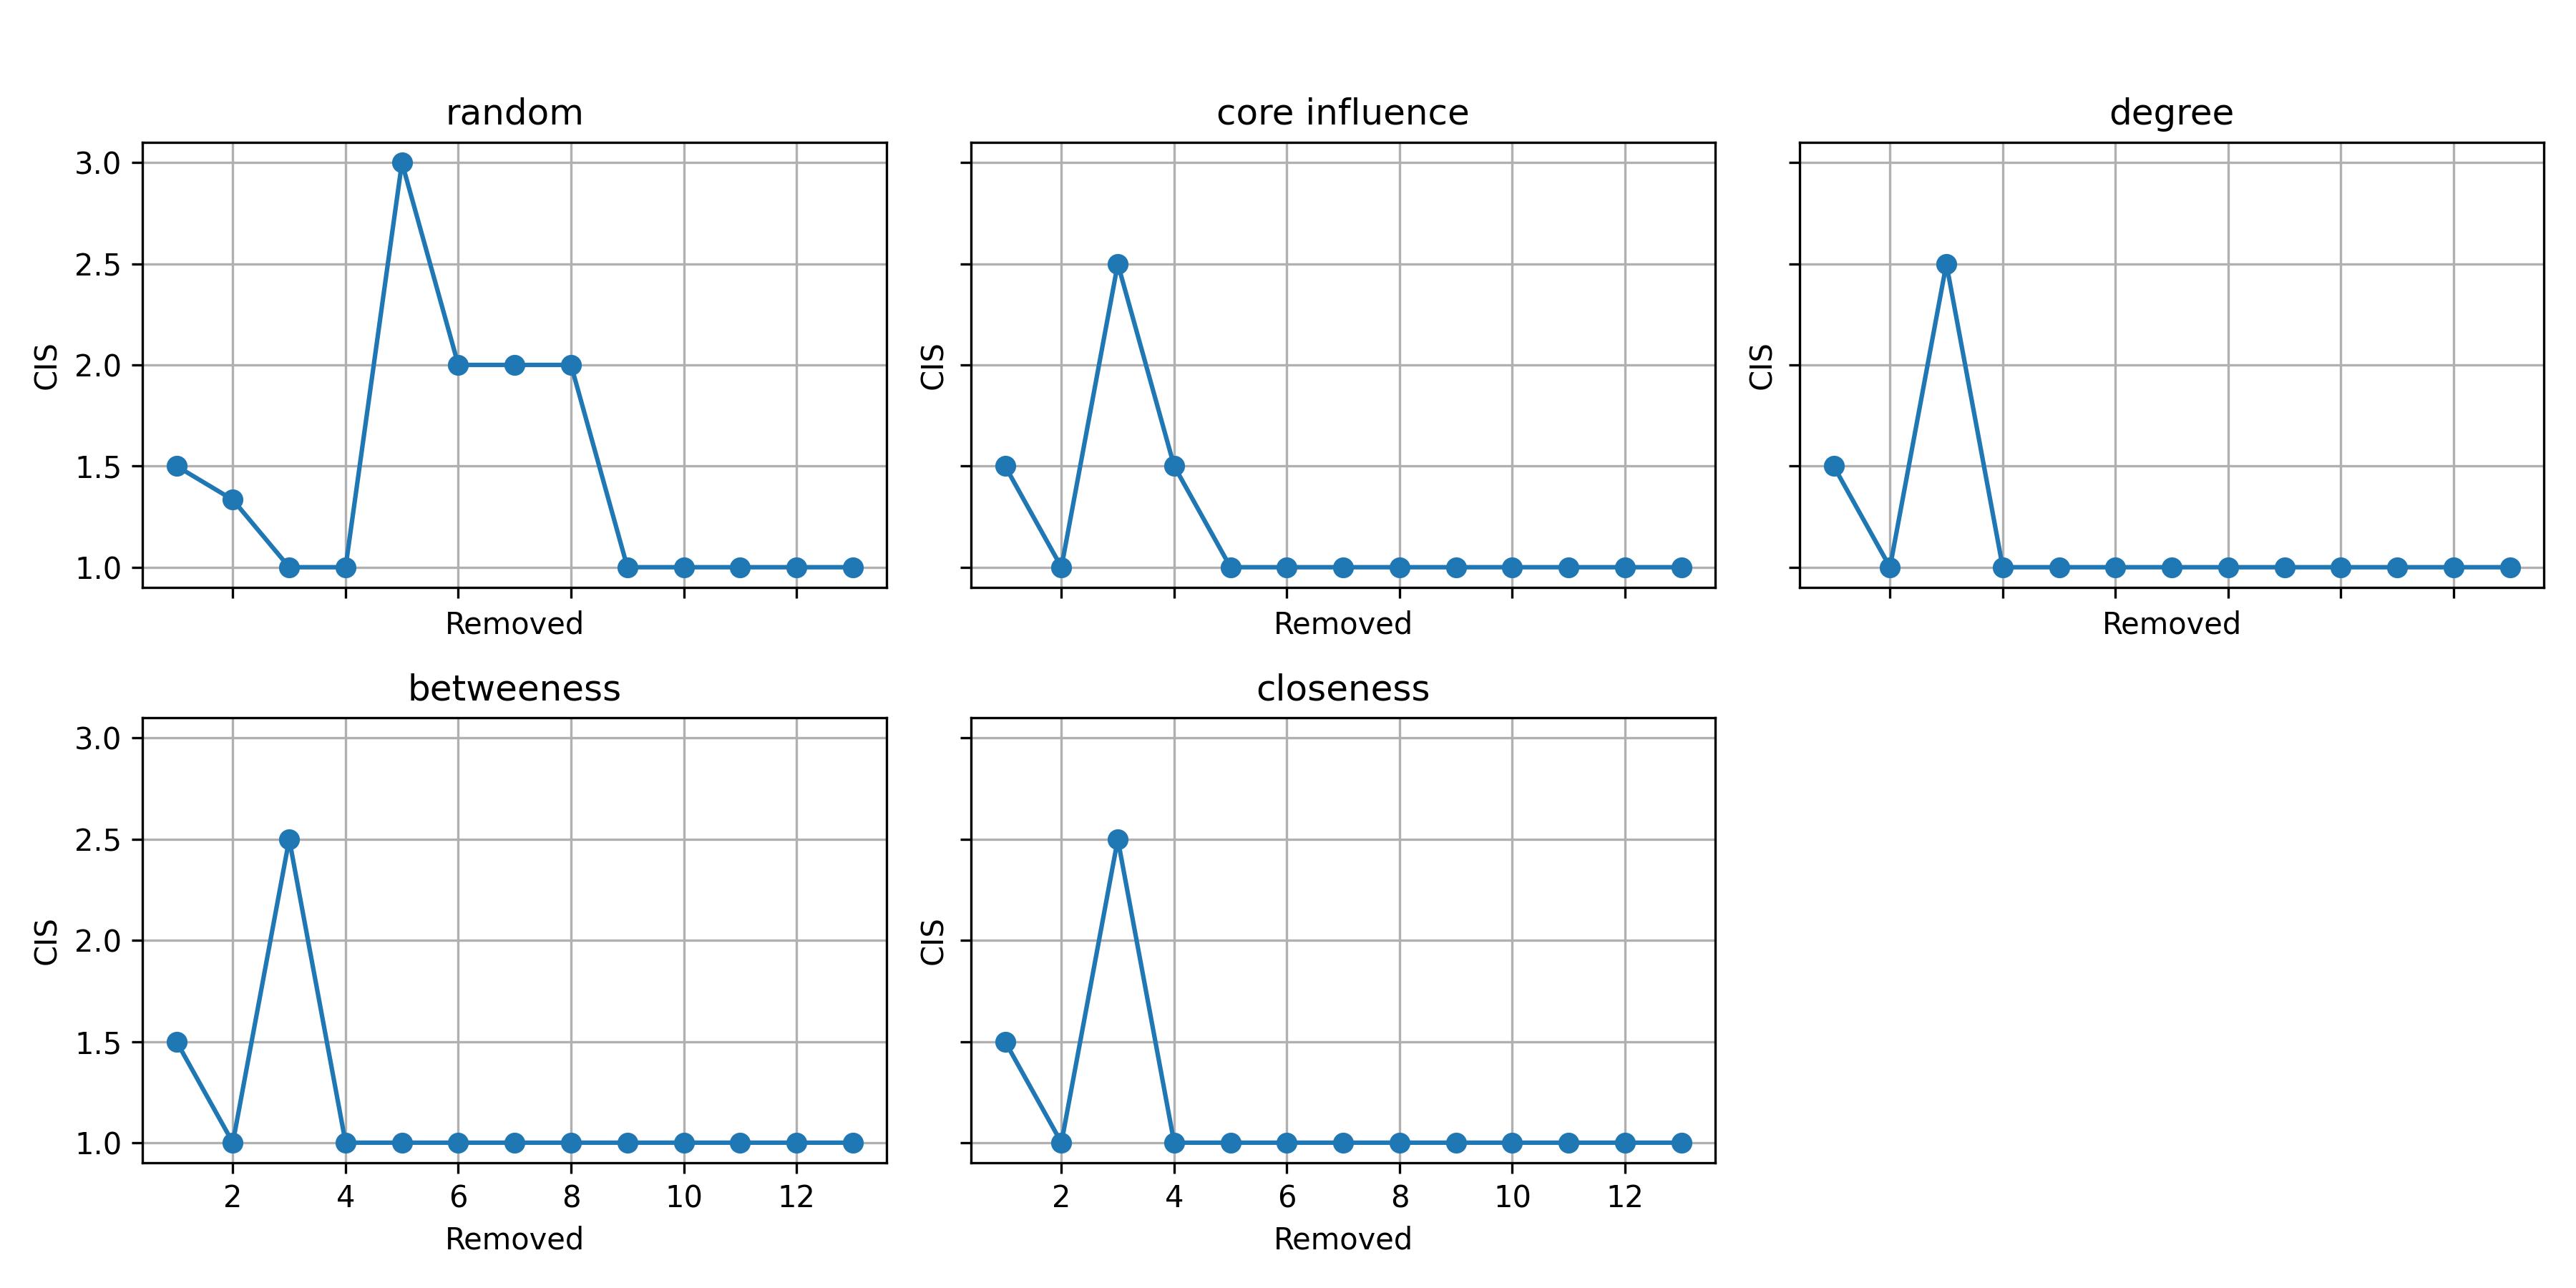 random
core influence
degree
3.0
2.5
2.0
1.5
1.0
CIS
CIS
CIS
Removed
Removed
Removed
betweeness
closeness
3.0
2.5
2.0
1.5
1.0
CIS
CIS
2 4 6 8 10 12
2 4 6 8 10 12
Removed
Removed